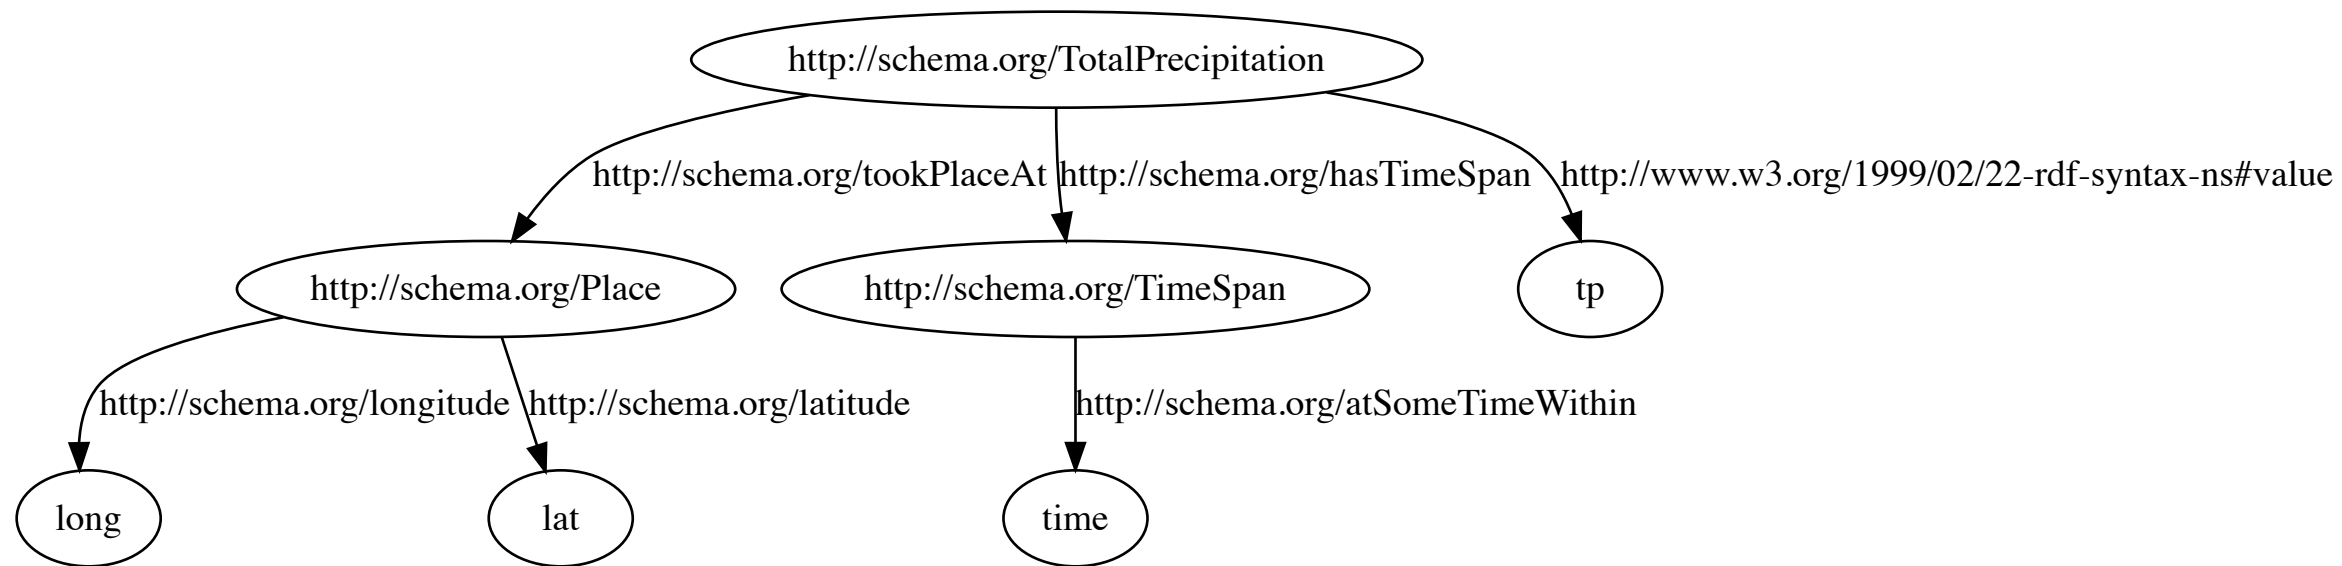 http://schema.org/TotalPrecipitation
http://schema.org/tookPlaceAt
http://schema.org/hasTimeSpan
http://www.w3.org/1999/02/22-rdf-syntax-ns#value
http://schema.org/Place
http://schema.org/TimeSpan
tp
http://schema.org/longitude
http://schema.org/latitude
http://schema.org/atSomeTimeWithin
long
lat
time